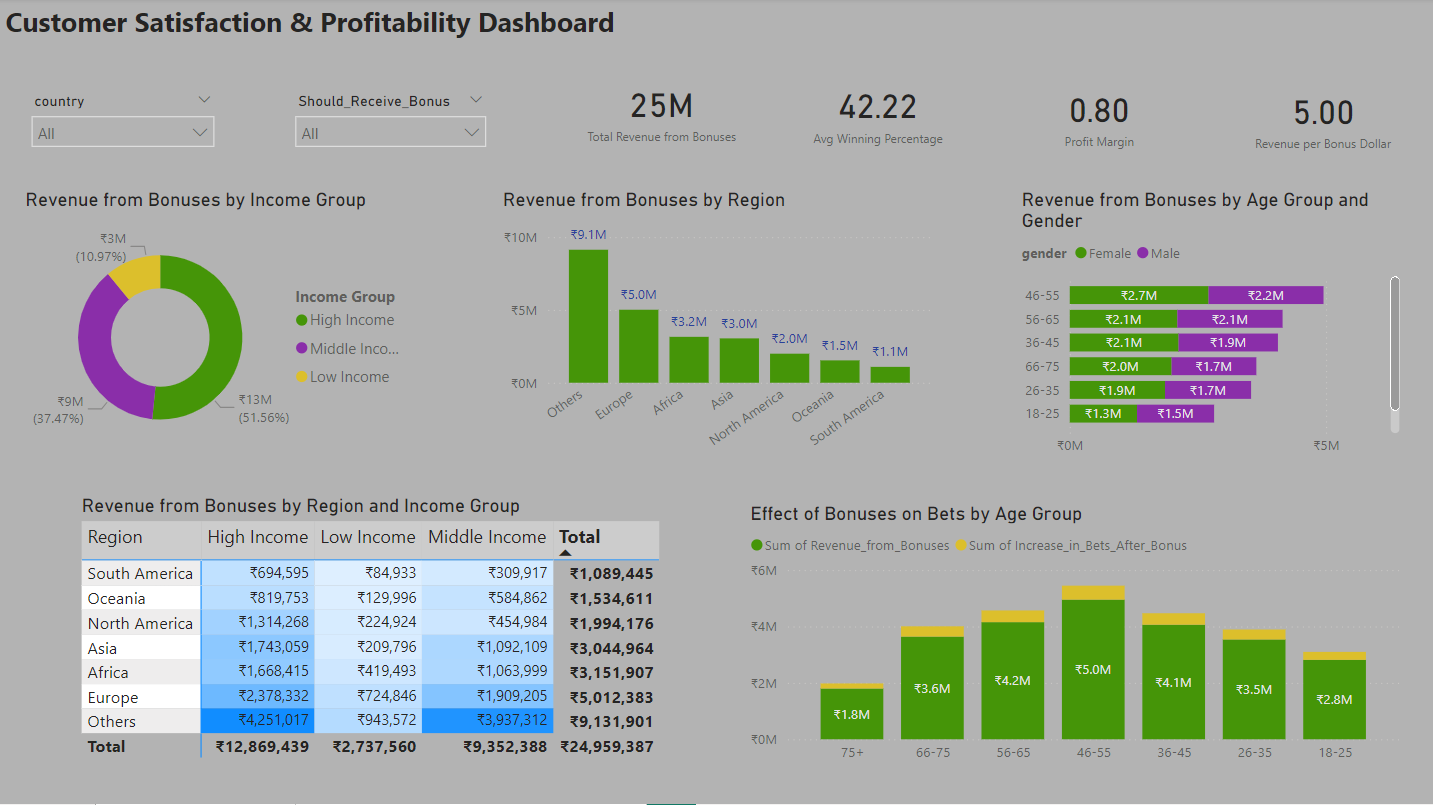 Customer Satisfaction & Profitability Dashboard
country
All
Should_Receive_Bonus
All
25M
Total Revenue from Bonuses
42.22
Avg Winning Percentage
0.80
Profit Margin
5.00
Revenue per Bonus Dollar
Revenue from Bonuses by Income Group
₹3M
(10.97%)
₹9M
(37.47%)
₹13M
(51.56%)
Income Group
High Income
Middle Inco...
Low Income
Revenue from Bonuses by Region
₹10M
₹5M
₹0M
₹9.1M
₹5.0M
₹3.2M
₹3.0M
₹2.0M
₹1.5M
₹1.1M
Others
Europe
Africa
Asia
North America
Oceania
South America
Revenue from Bonuses by Age Group and
Gender
gender Female Male
46-55 ₹2.7M ₹2.2M
56-65 ₹2.1M ₹2.1M
36-45 ₹2.1M ₹1.9M
66-75 ₹2.0M ₹1.7M
26-35 ₹1.9M ₹1.7M
18-25 ₹1.3M ₹1.5M
₹0M ₹5M
Revenue from Bonuses by Region and Income Group
Region High Income Low Income Middle Income Total
South America ₹694,595 ₹84,933 ₹309,917 ₹1,089,445
Oceania ₹819,753 ₹129,996 ₹584,862 ₹1,534,611
North America ₹1,314,268 ₹224,924 ₹454,984 ₹1,994,176
Asia ₹1,743,059 ₹209,796 ₹1,092,109 ₹3,044,964
Africa ₹1,668,415 ₹419,493 ₹1,063,999 ₹3,151,907
Europe ₹2,378,332 ₹724,846 ₹1,909,205 ₹5,012,383
Others ₹4,251,017 ₹943,572 ₹3,937,312 ₹9,131,901
Total ₹12,869,439 ₹2,737,560 ₹9,352,388 ₹24,959,387
Effect of Bonuses on Bets by Age Group
Sum of Revenue_from_Bonuses Sum of Increase_in_Bets_After_Bonus
₹6M
₹4M
₹2M
₹0M
₹1.8M
₹3.6M
₹4.2M
₹5.0M
₹4.1M
₹3.5M
₹2.8M
75+ 66-75 56-65 46-55 36-45 26-35 18-25